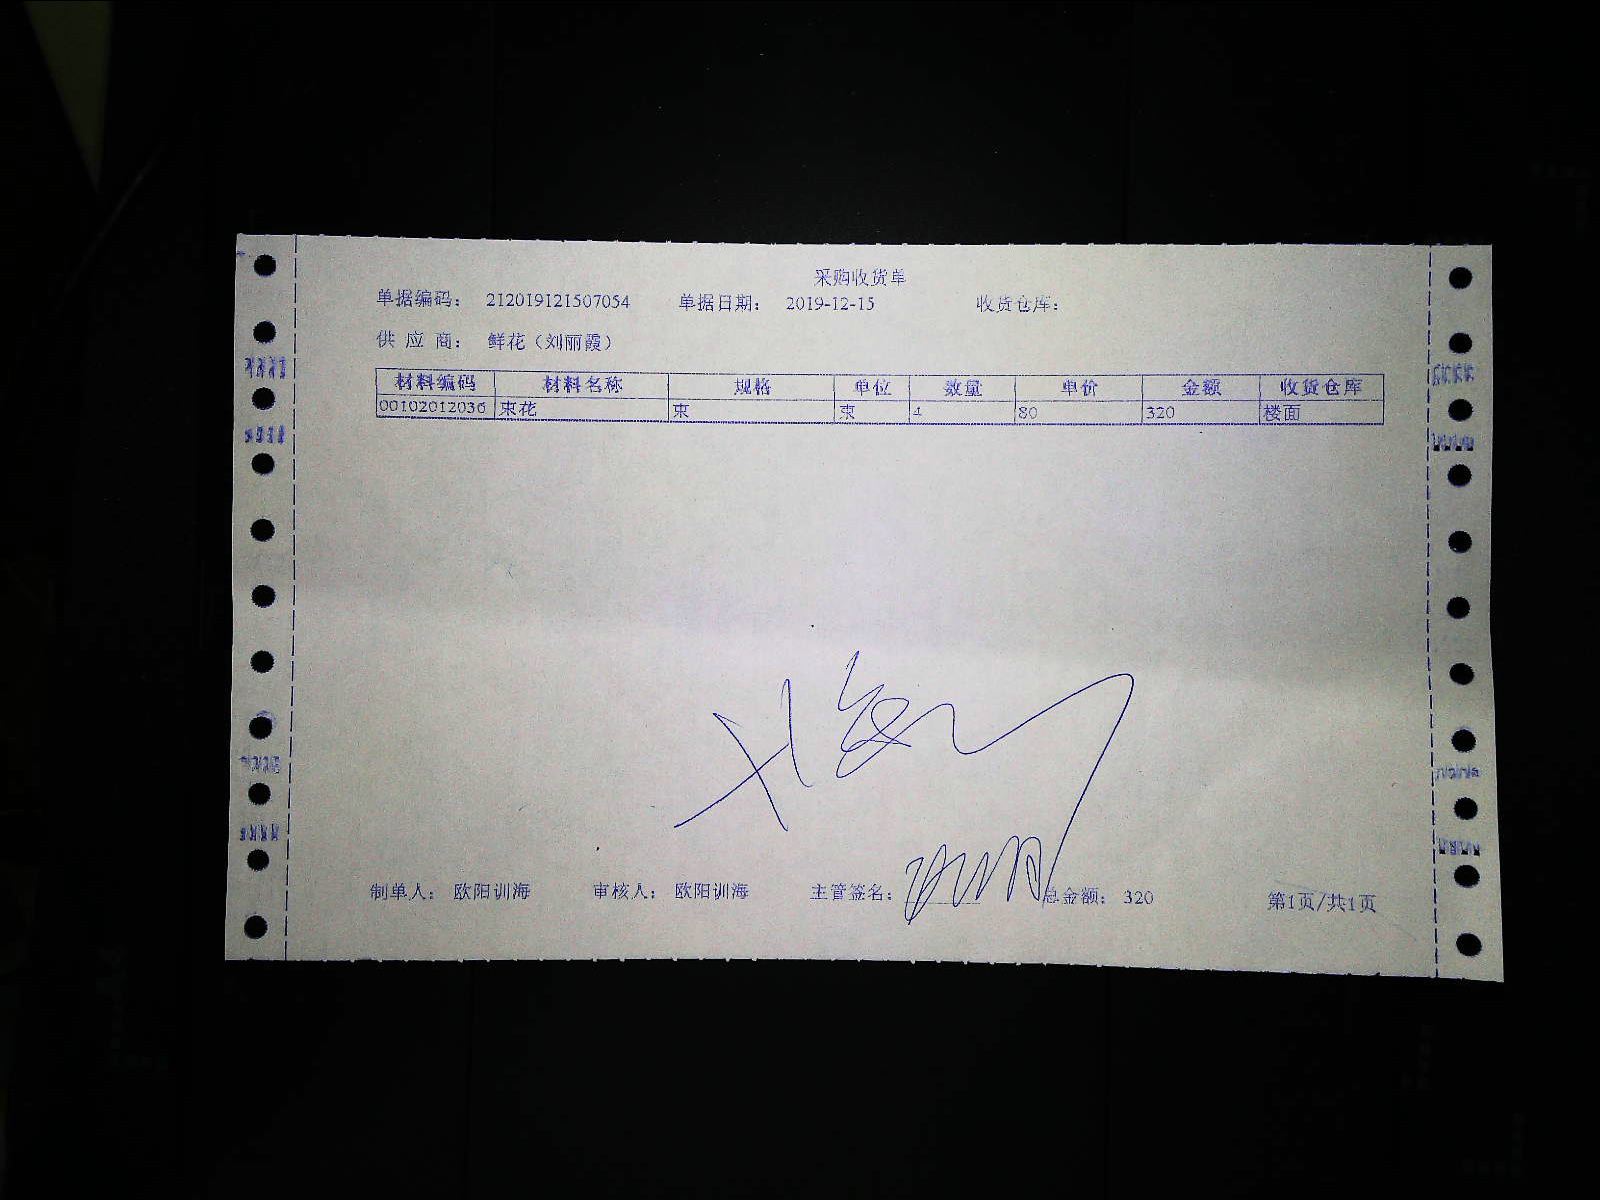 采购收货单
单据编码： 212019121507054 单据日期： 2019-12-15 收货仓库：
供 应 商： 鲜花（刘丽霞）
材料编码 材料名称 规格 单位 数量 单价 金额 收货仓库
00102012036 束花 束 束 4 80 320 楼面
制单人： 欧阳训海 审核人： 欧阳训海 主管签名： 总金额： 320 第1页/共1页